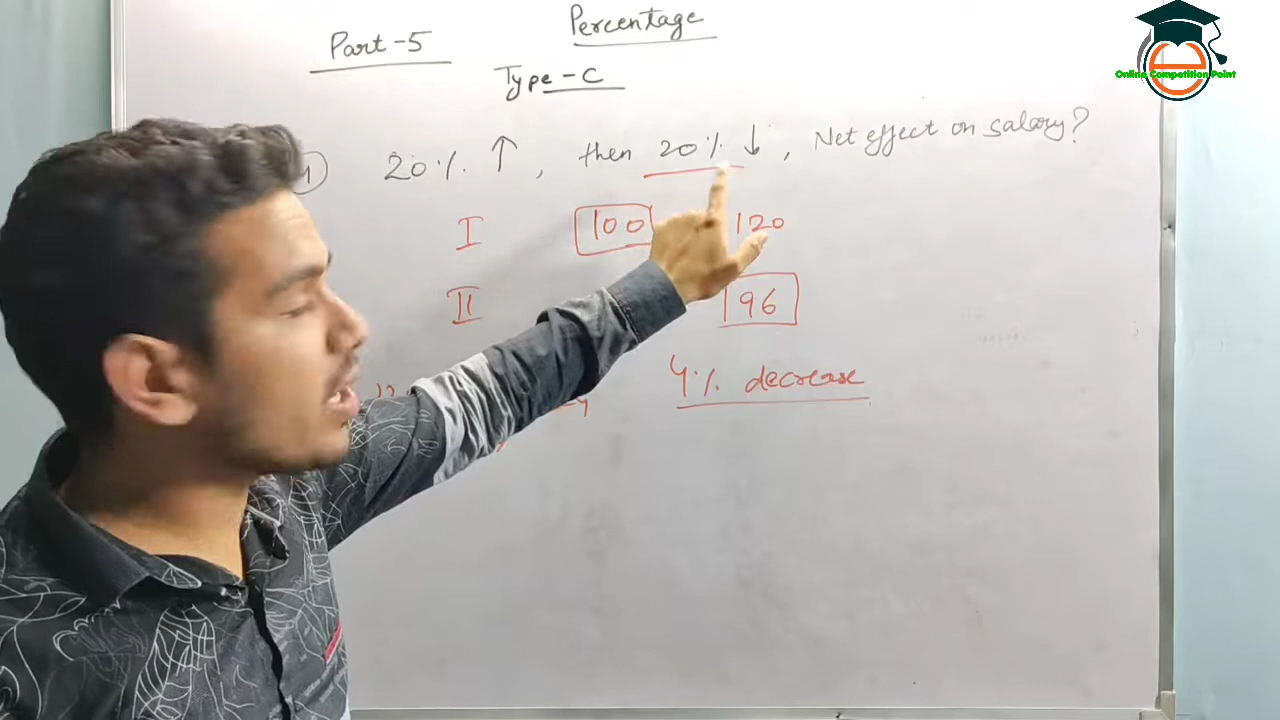 Percentage
Part-5
Type-C
Online Competition Point
20% ↑, then 20% ↓, Net effect on salary?
I 100 120
II 96
4% decrease